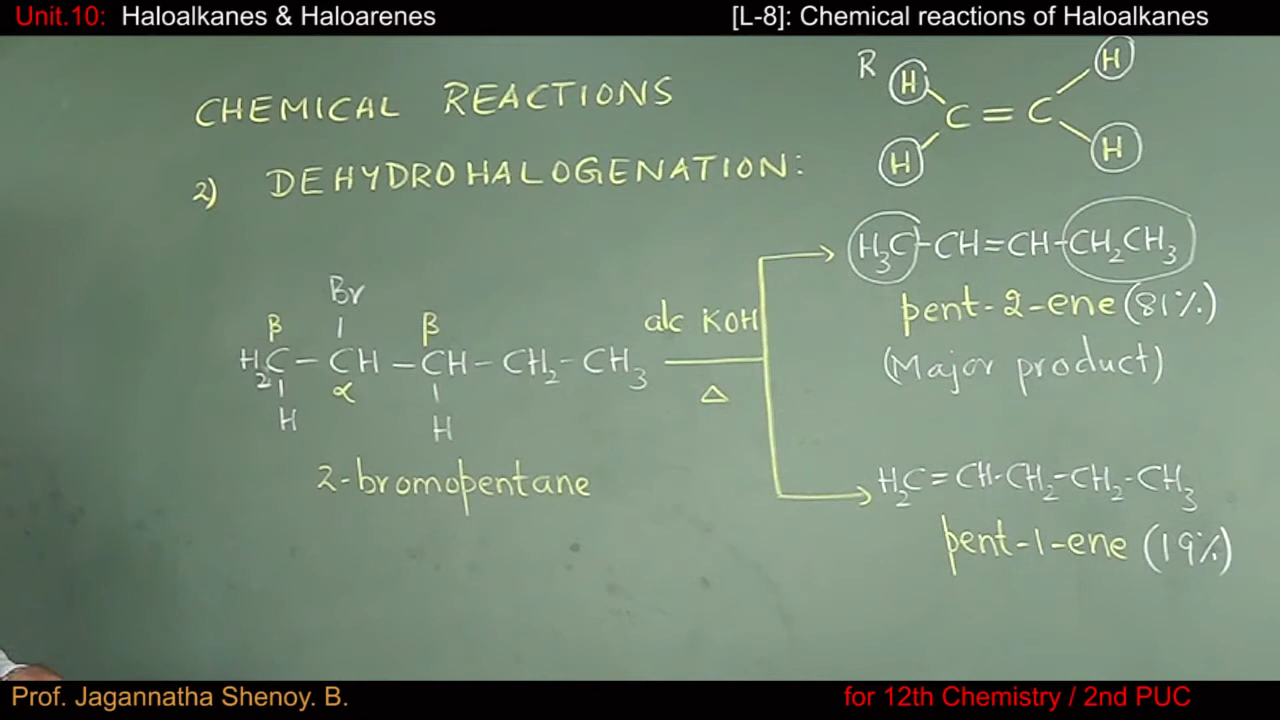 Unit.10: Haloalkanes & Haloarenes
[L-8]: Chemical reactions of Haloalkanes
CHEMICAL REACTIONS
2) DEHYDROHALOGENATION:
R H H
C = C
H H
H₃C-CH=CH-CH₂CH₃
pent-2-ene (81%)
(Major product)
Br
β β
H₂C - CH - CH - CH₂ - CH₃
α
H H
2-bromopentane
alc KOH
Δ
H₂C=CH-CH₂-CH₂-CH₃
pent-1-ene (19%)
Prof. Jagannatha Shenoy. B.
for 12th Chemistry / 2nd PUC